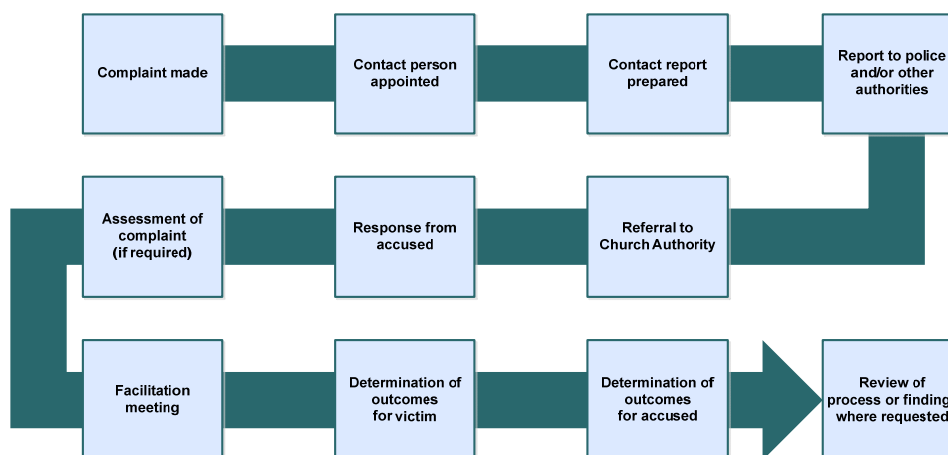 Complaint made
Contact person
appointed
Contact report
prepared
Report to police
and/or other
authorities
Referral to
Church Authority
Response from
accused
Assessment of
complaint
(if required)
Facilitation
meeting
Determination of
outcomes
for victim
Determination of
outcomes
for accused
Review of
process or finding
where requested